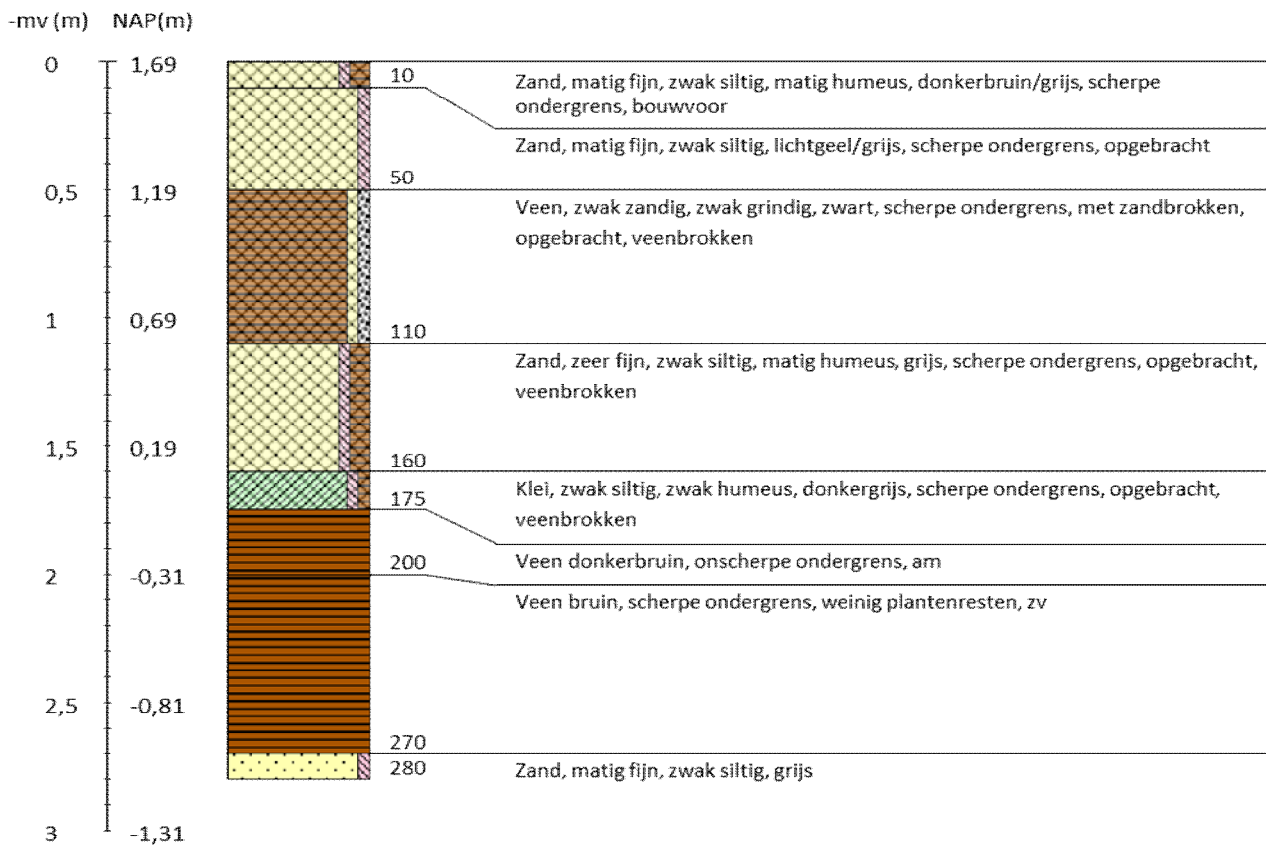 -mv (m) NAP(m)
0 1,69
10
Zand, matig fijn, zwak siltig, matig humeus, donkerbruin/grijs, scherpe
ondergrens, bouwvoor
Zand, matig fijn, zwak siltig, lichtgeel/grijs, scherpe ondergrens, opgebracht
50
0,5 1,19
Veen, zwak zandig, zwak grindig, zwart, scherpe ondergrens, met zandbrokken,
opgebracht, veenbrokken
1 0,69
110
Zand, zeer fijn, zwak siltig, matig humeus, grijs, scherpe ondergrens, opgebracht,
veenbrokken
1,5 0,19
160
Klei, zwak siltig, zwak humeus, donkergrijs, scherpe ondergrens, opgebracht,
175
veenbrokken
200
Veen donkerbruin, onscherpe ondergrens, am
2 -0,31
Veen bruin, scherpe ondergrens, weinig plantenresten, zv
2,5 -0,81
270
280
Zand, matig fijn, zwak siltig, grijs
3 -1,31